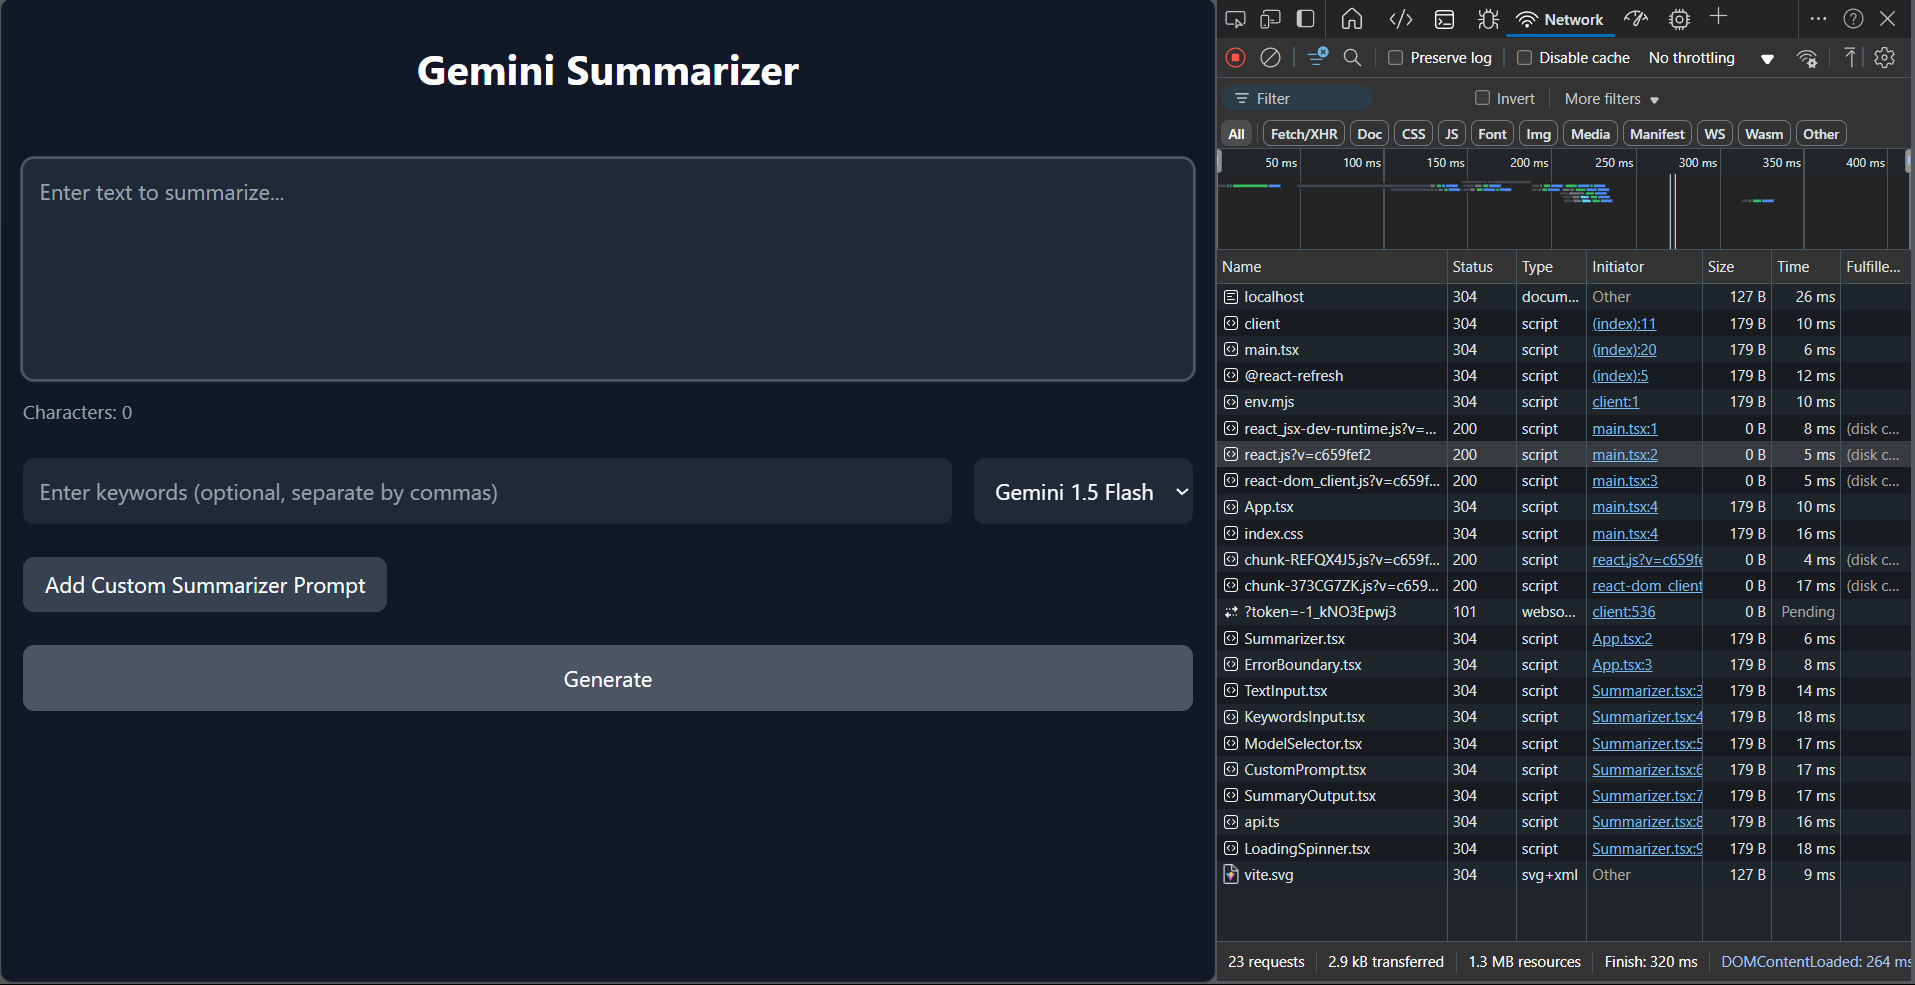 Gemini Summarizer
Enter text to summarize...
Characters: 0
Enter keywords (optional, separate by commas)
Gemini 1.5 Flash
Add Custom Summarizer Prompt
Generate
Network
Preserve log
Disable cache
No throttling
Filter
Invert
More filters
All Fetch/XHR Doc CSS JS Font Img Media Manifest WS Wasm Other
50 ms 100 ms 150 ms 200 ms 250 ms 300 ms 350 ms 400 ms
Name Status Type Initiator Size Time Fulfille...
localhost 304 docum... Other 127 B 26 ms
client 304 script (index):11 179 B 10 ms
main.tsx 304 script (index):20 179 B 6 ms
@react-refresh 304 script (index):5 179 B 12 ms
env.mjs 304 script client:1 179 B 10 ms
react_jsx-dev-runtime.js?v=... 200 script main.tsx:1 0 B 8 ms (disk c...
react.js?v=c659fef2 200 script main.tsx:2 0 B 5 ms (disk c...
react-dom_client.js?v=c659f... 200 script main.tsx:3 0 B 5 ms (disk c...
App.tsx 304 script main.tsx:4 179 B 10 ms
index.css 304 script main.tsx:4 179 B 16 ms
chunk-REFQX4J5.js?v=c659f... 200 script react.js?v=c659fe 0 B 4 ms (disk c...
chunk-373CG7ZK.js?v=c659... 200 script react-dom_client 0 B 17 ms (disk c...
?token=-1_kNO3Epwj3 101 webso... client:536 0 B Pending
Summarizer.tsx 304 script App.tsx:2 179 B 6 ms
ErrorBoundary.tsx 304 script App.tsx:3 179 B 8 ms
TextInput.tsx 304 script Summarizer.tsx:3 179 B 14 ms
KeywordsInput.tsx 304 script Summarizer.tsx:4 179 B 18 ms
ModelSelector.tsx 304 script Summarizer.tsx:5 179 B 17 ms
CustomPrompt.tsx 304 script Summarizer.tsx:6 179 B 17 ms
SummaryOutput.tsx 304 script Summarizer.tsx:7 179 B 17 ms
api.ts 304 script Summarizer.tsx:8 179 B 16 ms
LoadingSpinner.tsx 304 script Summarizer.tsx:9 179 B 18 ms
vite.svg 304 svg+xml Other 127 B 9 ms
23 requests 2.9 kB transferred 1.3 MB resources Finish: 320 ms DOMContentLoaded: 264 ms